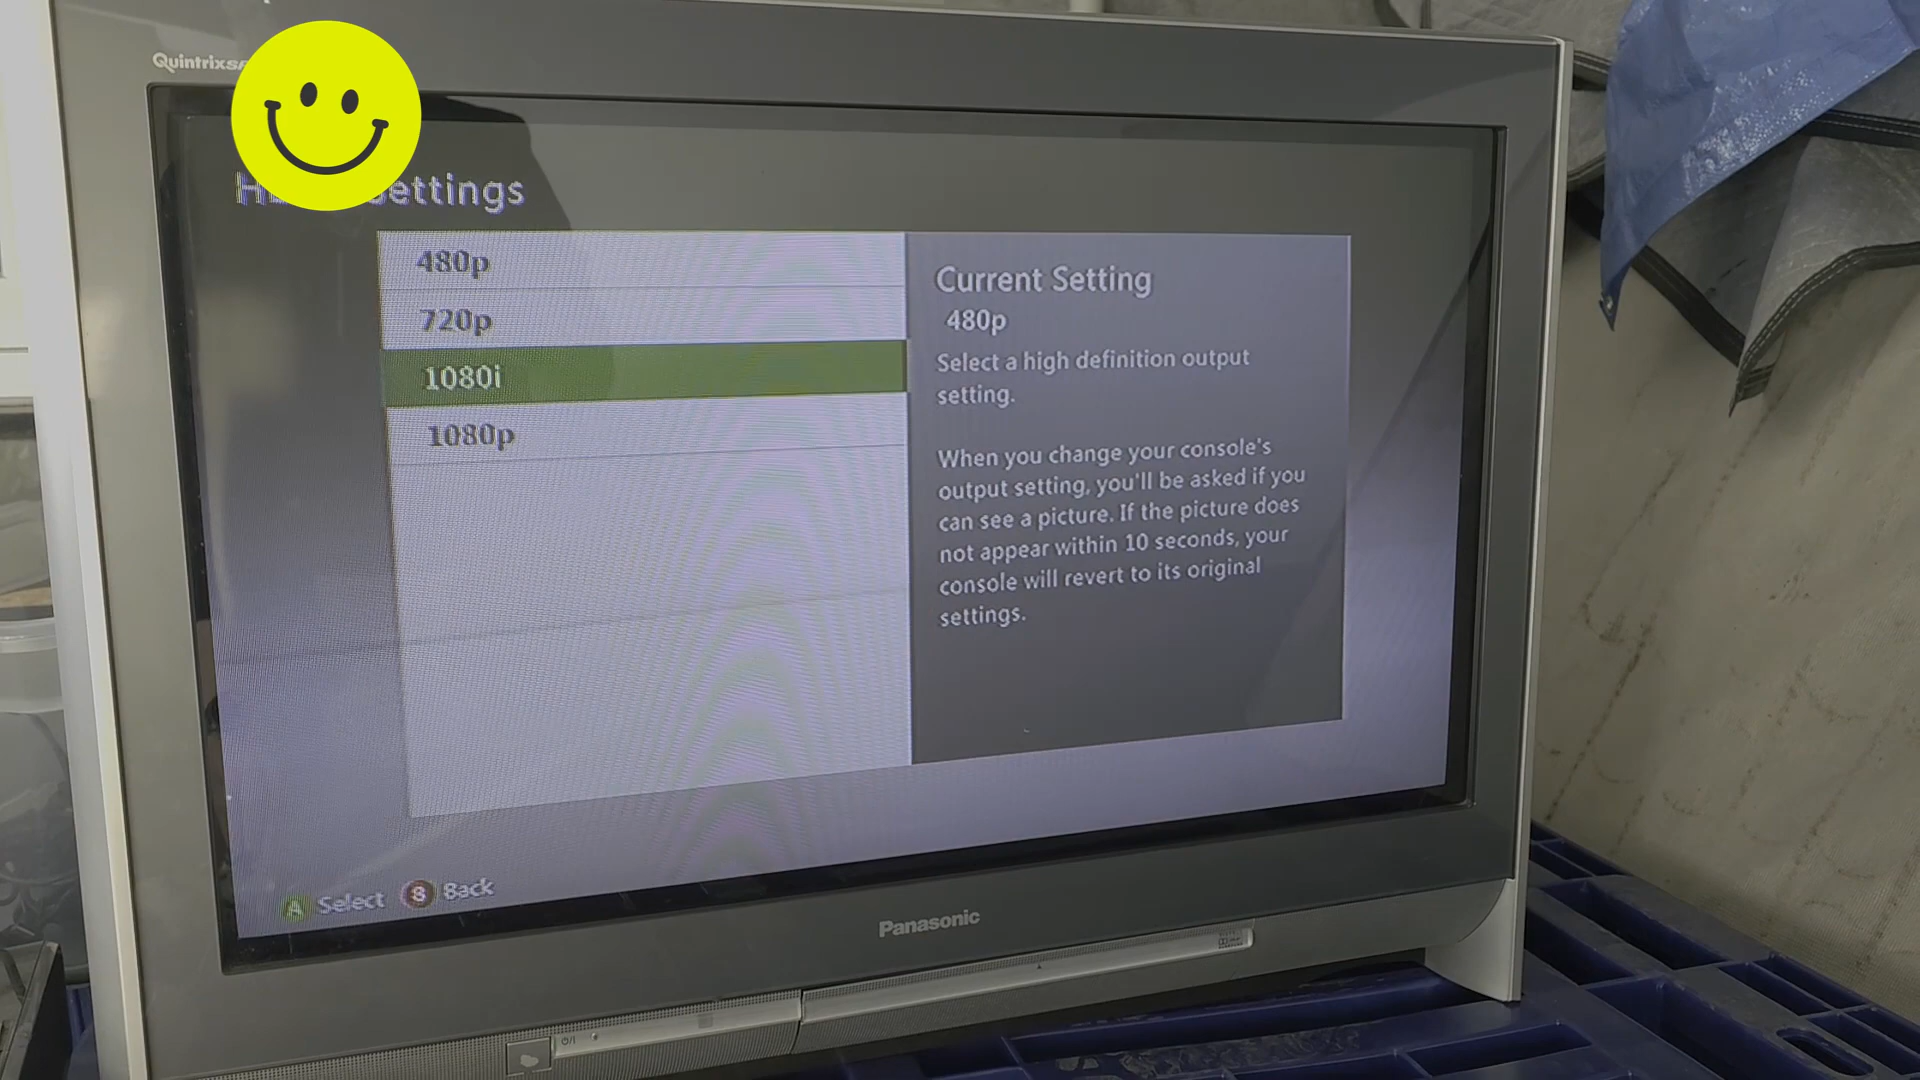 Settings
480p
720p
1080i
1080p
Current Setting
480p
Select a high definition output
setting.
When you change your console's
output setting, you'll be asked if you
can see a picture. If the picture does
not appear within 10 seconds, your
console will revert to its original
settings.
A Select B Back
Panasonic